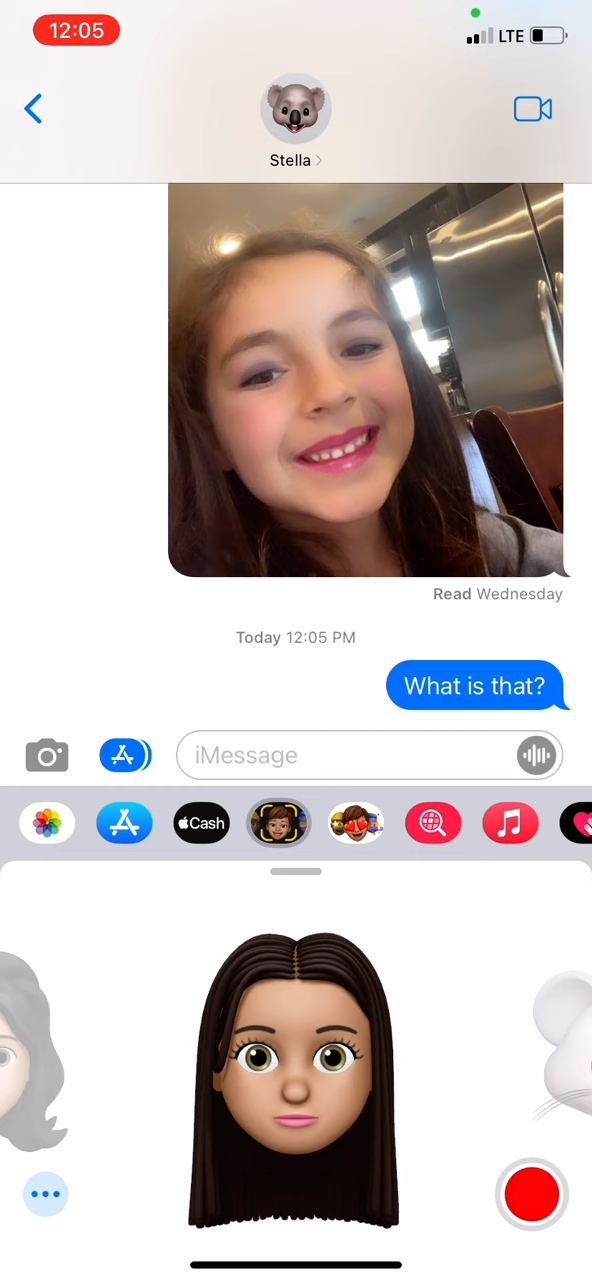 12:05
LTE
Stella
Read Wednesday
Today 12:05 PM
What is that?
iMessage
Cash